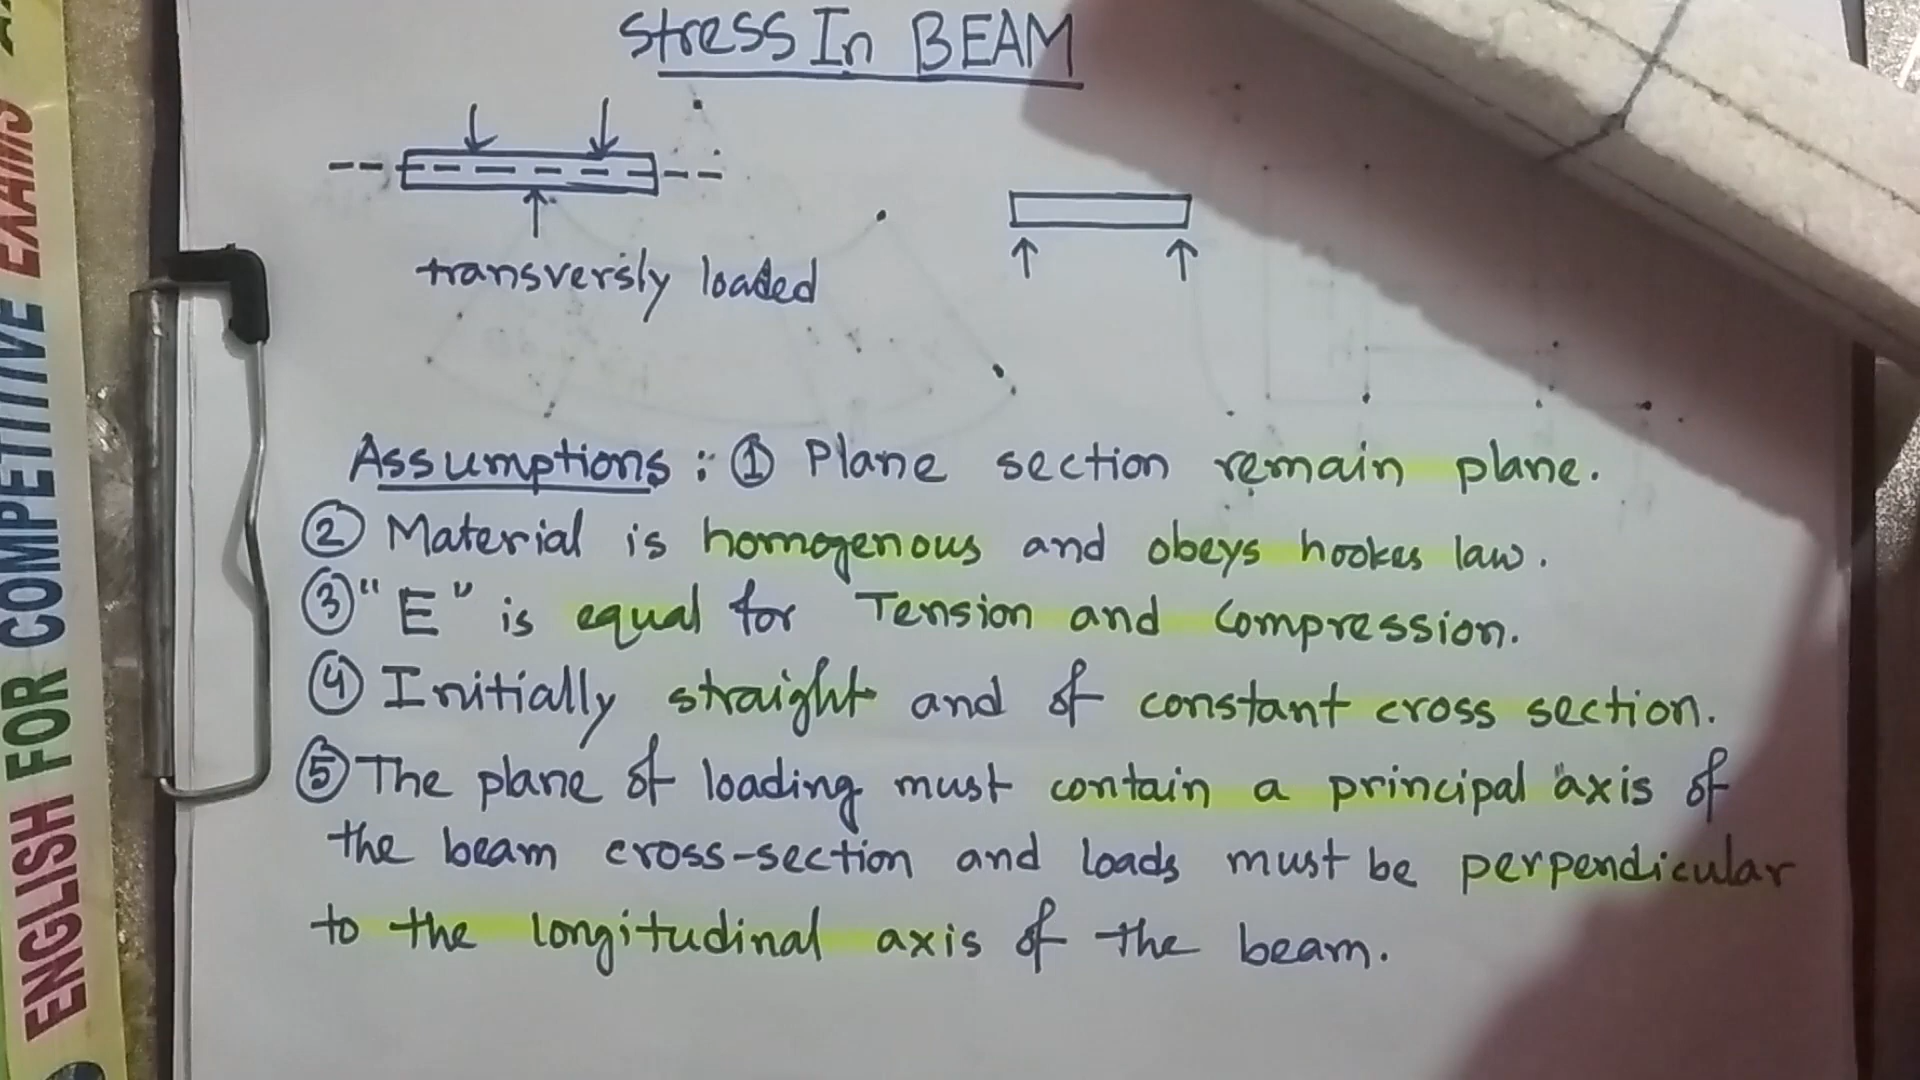 Stress In BEAM
transversly loaded
Assumptions : ① Plane section remain plane.
② Material is homogenous and obeys hookes law.
③ "E" is equal for Tension and Compression.
④ Initially straight and of constant cross section.
⑤ The plane of loading must contain a principal axis of
the beam cross-section and loads must be perpendicular
to the longitudinal axis of the beam.
ENGLISH FOR COMPETITIVE EXAMS